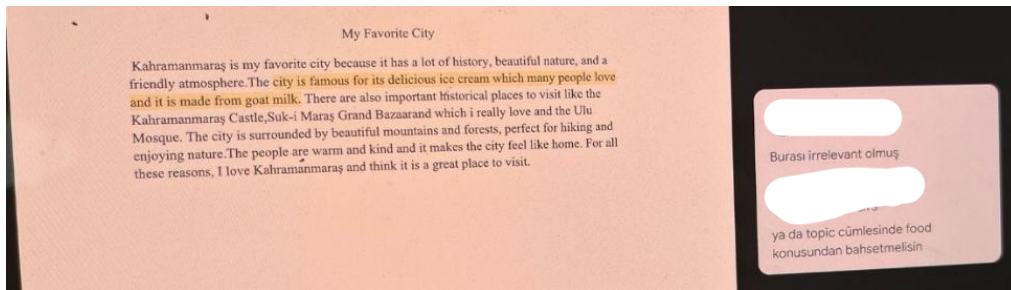 My Favorite City
Kahramanmaraş is my favorite city because it has a lot of history, beautiful nature, and a
friendly atmosphere.The city is famous for its delicious ice cream which many people love
and it is made from goat milk. There are also important historical places to visit like the
Kahramanmaraş Castle,Suk-i Maraş Grand Bazaarand which i really love and the Ulu
Mosque. The city is surrounded by beautiful mountains and forests, perfect for hiking and
enjoying nature.The people are warm and kind and it makes the city feel like home. For all
these reasons, I love Kahramanmaraş and think it is a great place to visit.
Burası irrelevant olmuş
ya da topic cümlesinde food
konusundan bahsetmelisin